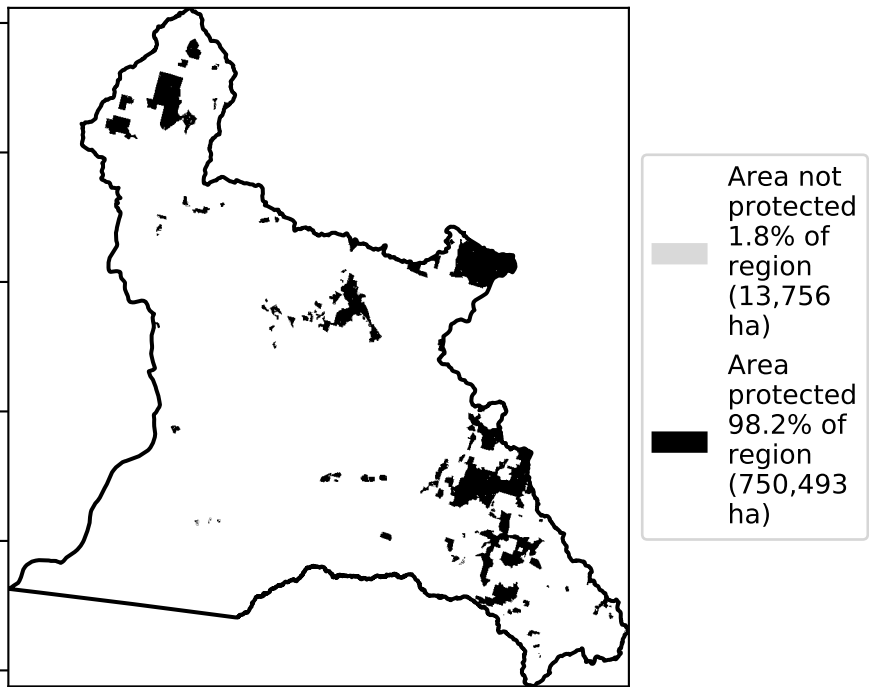 Area not
protected
1.8% of
region
(13,756
ha)
Area
protected
98.2% of
region
(750,493
ha)